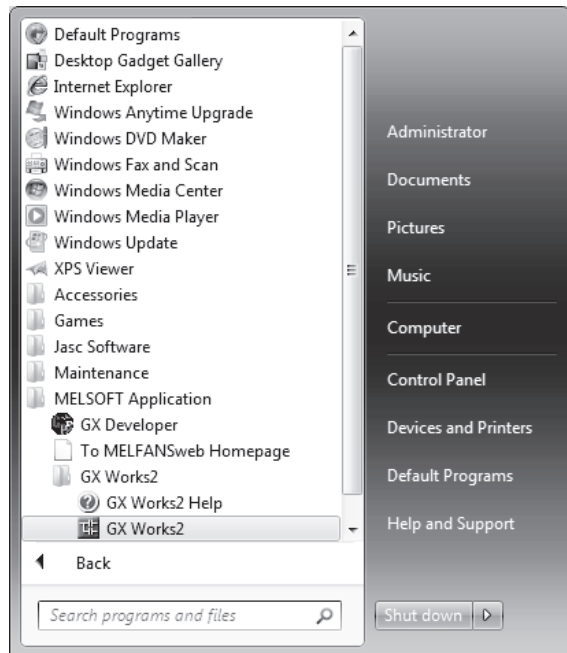 Default Programs
Desktop Gadget Gallery
Internet Explorer
Windows Anytime Upgrade
Windows DVD Maker
Windows Fax and Scan
Windows Media Center
Windows Media Player
Windows Update
XPS Viewer
Accessories
Games
Jasc Software
Maintenance
MELSOFT Application
GX Developer
To MELFANSweb Homepage
GX Works2
GX Works2 Help
GX Works2
Back
Search programs and files
Administrator
Documents
Pictures
Music
Computer
Control Panel
Devices and Printers
Default Programs
Help and Support
Shut down